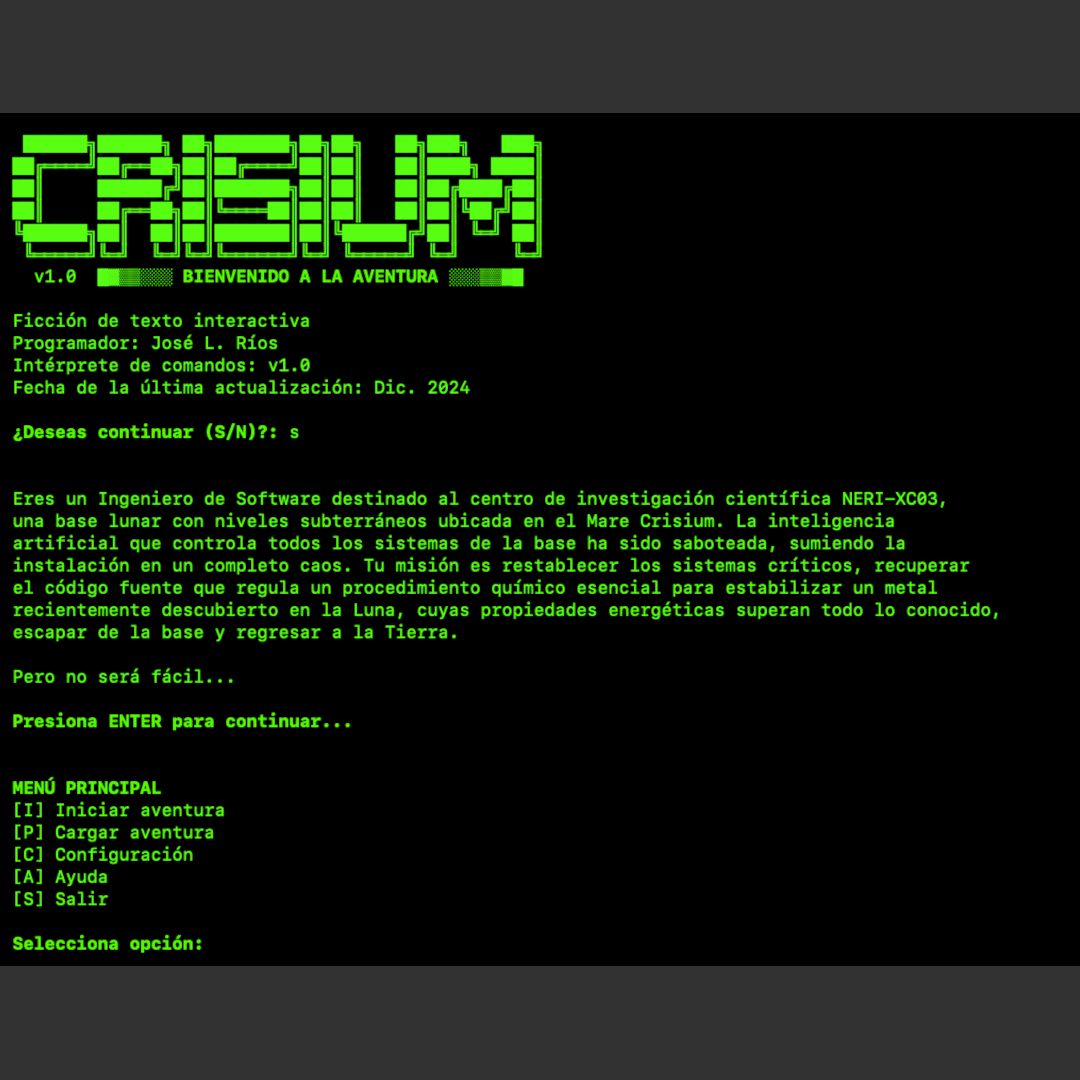 CRISIUM
v1.0 ██▒▒░░░ BIENVENIDO A LA AVENTURA ░░░▒▒██
Ficción de texto interactiva
Programador: José L. Ríos
Intérprete de comandos: v1.0
Fecha de la última actualización: Dic. 2024
¿Deseas continuar (S/N)?: s
Eres un Ingeniero de Software destinado al centro de investigación científica NERI-XC03,
una base lunar con niveles subterráneos ubicada en el Mare Crisium. La inteligencia
artificial que controla todos los sistemas de la base ha sido saboteada, sumiendo la
instalación en un completo caos. Tu misión es restablecer los sistemas críticos, recuperar
el código fuente que regula un procedimiento químico esencial para estabilizar un metal
recientemente descubierto en la Luna, cuyas propiedades energéticas superan todo lo conocido,
escapar de la base y regresar a la Tierra.
Pero no será fácil...
Presiona ENTER para continuar...
MENÚ PRINCIPAL
[I] Iniciar aventura
[P] Cargar aventura
[C] Configuración
[A] Ayuda
[S] Salir
Selecciona opción: